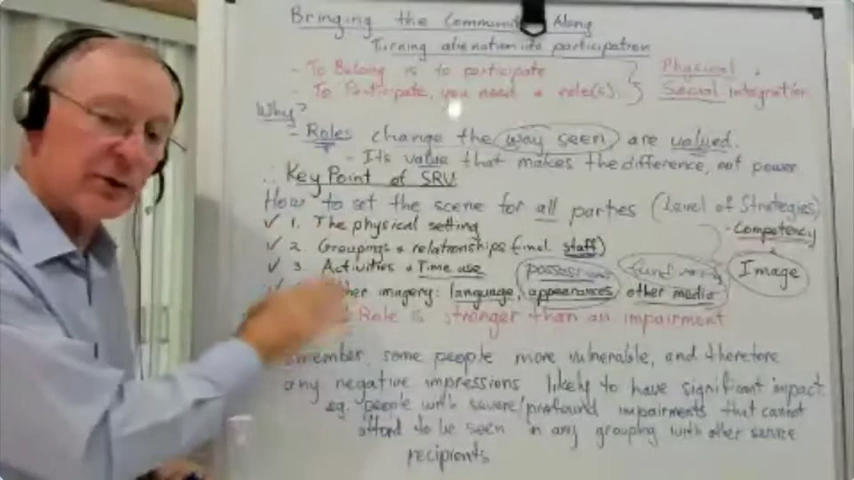 Bringing the Community Along
Turning alienation into participation
- To Belong is to participate
- To Participate, you need a role(s).
Physical +
Social integration
Why?
- Roles change the way seen are valued.
- Its value that makes the difference, not power
∴ Key Point of SRV
How to set the scene for all parties (Level of Strategies)
✓ 1. The physical setting
✓ 2. Groupings + relationships (incl. staff)
✓ 3. Activities + Time use
- Competency
+
Image
possessions
funding
✓ imagery: language, appearances, other media
Role is stronger than an impairment
some people more vulnerable, and therefore
any negative impressions likely to have significant impact
eg. people with severe/profound impairments that cannot
afford to be seen in any grouping with other service
recipients